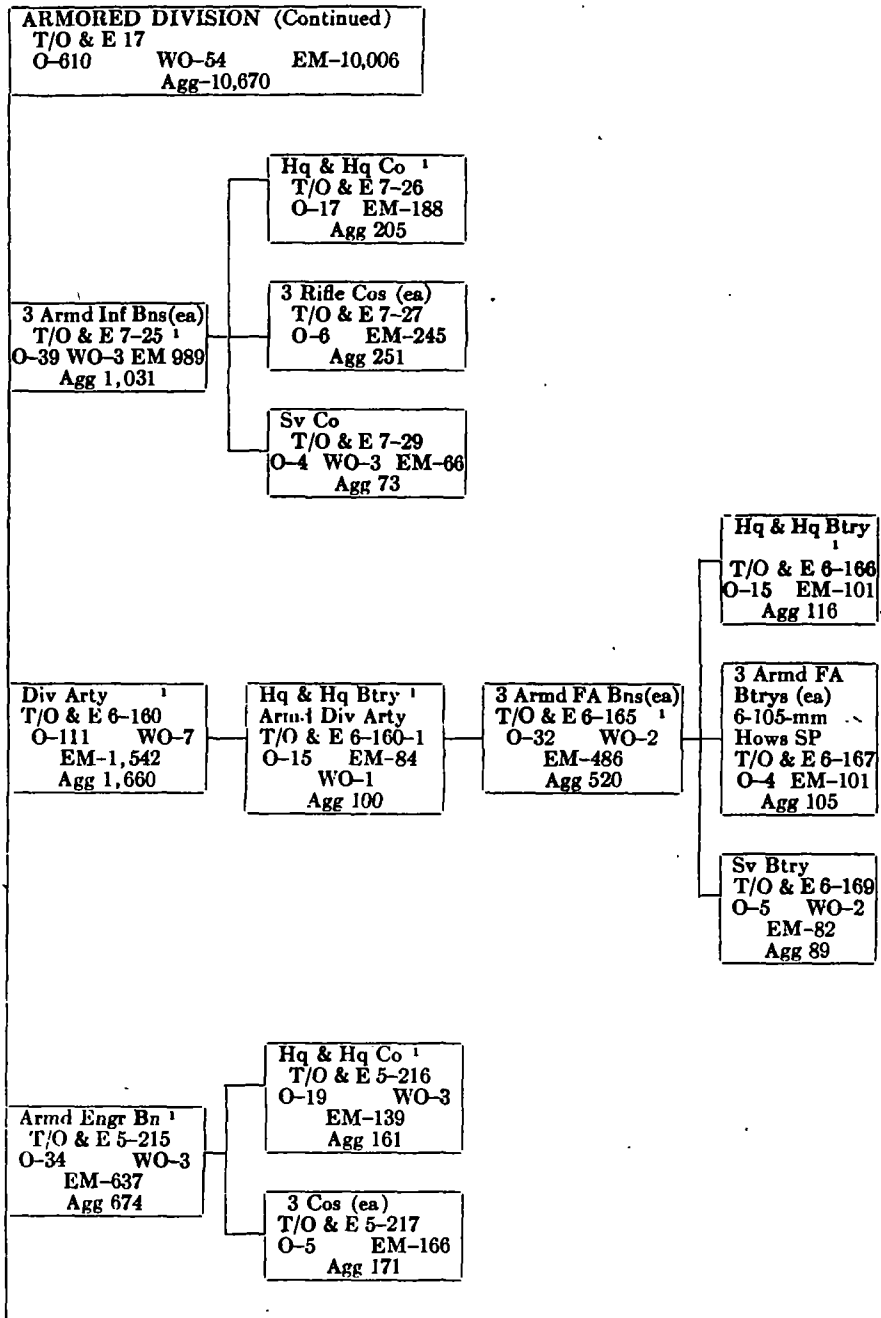 ARMORED DIVISION (Continued)
T/O & E 17
O-610 WO-54 EM-10,006
Agg-10,670
Hq & Hq Co ¹
T/O & E 7-26
O-17 EM-188
Agg 205
3 Armd Inf Bns(ea)
T/O & E 7-25 ¹
O-39 WO-3 EM 989
Agg 1,031
3 Rifle Cos (ea)
T/O & E 7-27
O-6 EM-245
Agg 251
Sv Co
T/O & E 7-29
O-4 WO-3 EM-66
Agg 73
Div Arty ¹
T/O & E 6-160
O-111 WO-7
EM-1,542
Agg 1,660
Hq & Hq Btry ¹
Armd Div Arty
T/O & E 6-160-1
O-15 EM-84
WO-1
Agg 100
3 Armd FA Bns(ea)
T/O & E 6-165 ¹
O-32 WO-2
EM-486
Agg 520
Hq & Hq Btry
¹
T/O & E 6-166
O-15 EM-101
Agg 116
3 Armd FA
Btrys (ea)
6-105-mm
Hows SP
T/O & E 6-167
O-4 EM-101
Agg 105
Sv Btry
T/O & E 6-169
O-5 WO-2
EM-82
Agg 89
Armd Engr Bn ¹
T/O & E 5-215
O-34 WO-3
EM-637
Agg 674
Hq & Hq Co ¹
T/O & E 5-216
O-19 WO-3
EM-139
Agg 161
3 Cos (ea)
T/O & E 5-217
O-5 EM-166
Agg 171